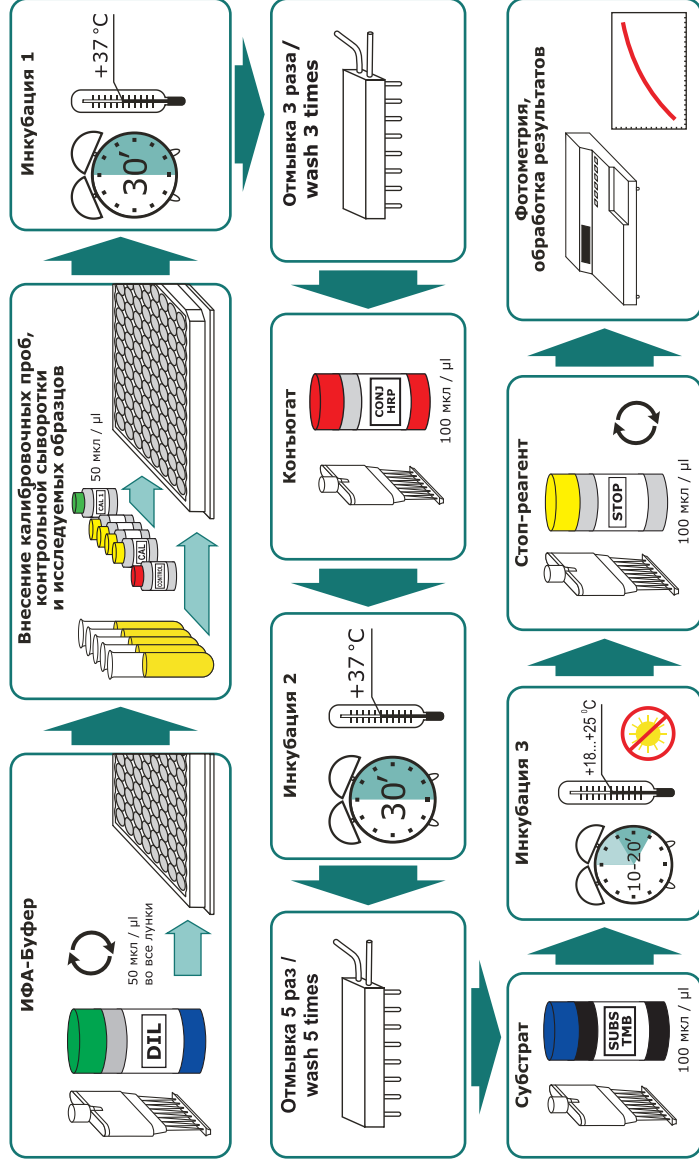 ИФА–Буфер
DIL
50 мкл / µl
во все лунки
Внесение калибровочных проб,
контрольной сыворотки
и исследуемых образцов
50 мкл / µl
CAL 1
CAL
CONTROL
Инкубация 1
30′
+37 °C
Отмывка 3 раза/
wash 3 times
Конъюгат
CONJ
HRP
100 мкл / µl
Инкубация 2
30′
+37 °C
Отмывка 5 раз/
wash 5 times
Субстрат
SUBS
TMB
100 мкл / µl
Инкубация 3
10-20′
+18...+25 °C
Стоп-реагент
STOP
100 мкл / µl
Фотометрия,
обработка результатов